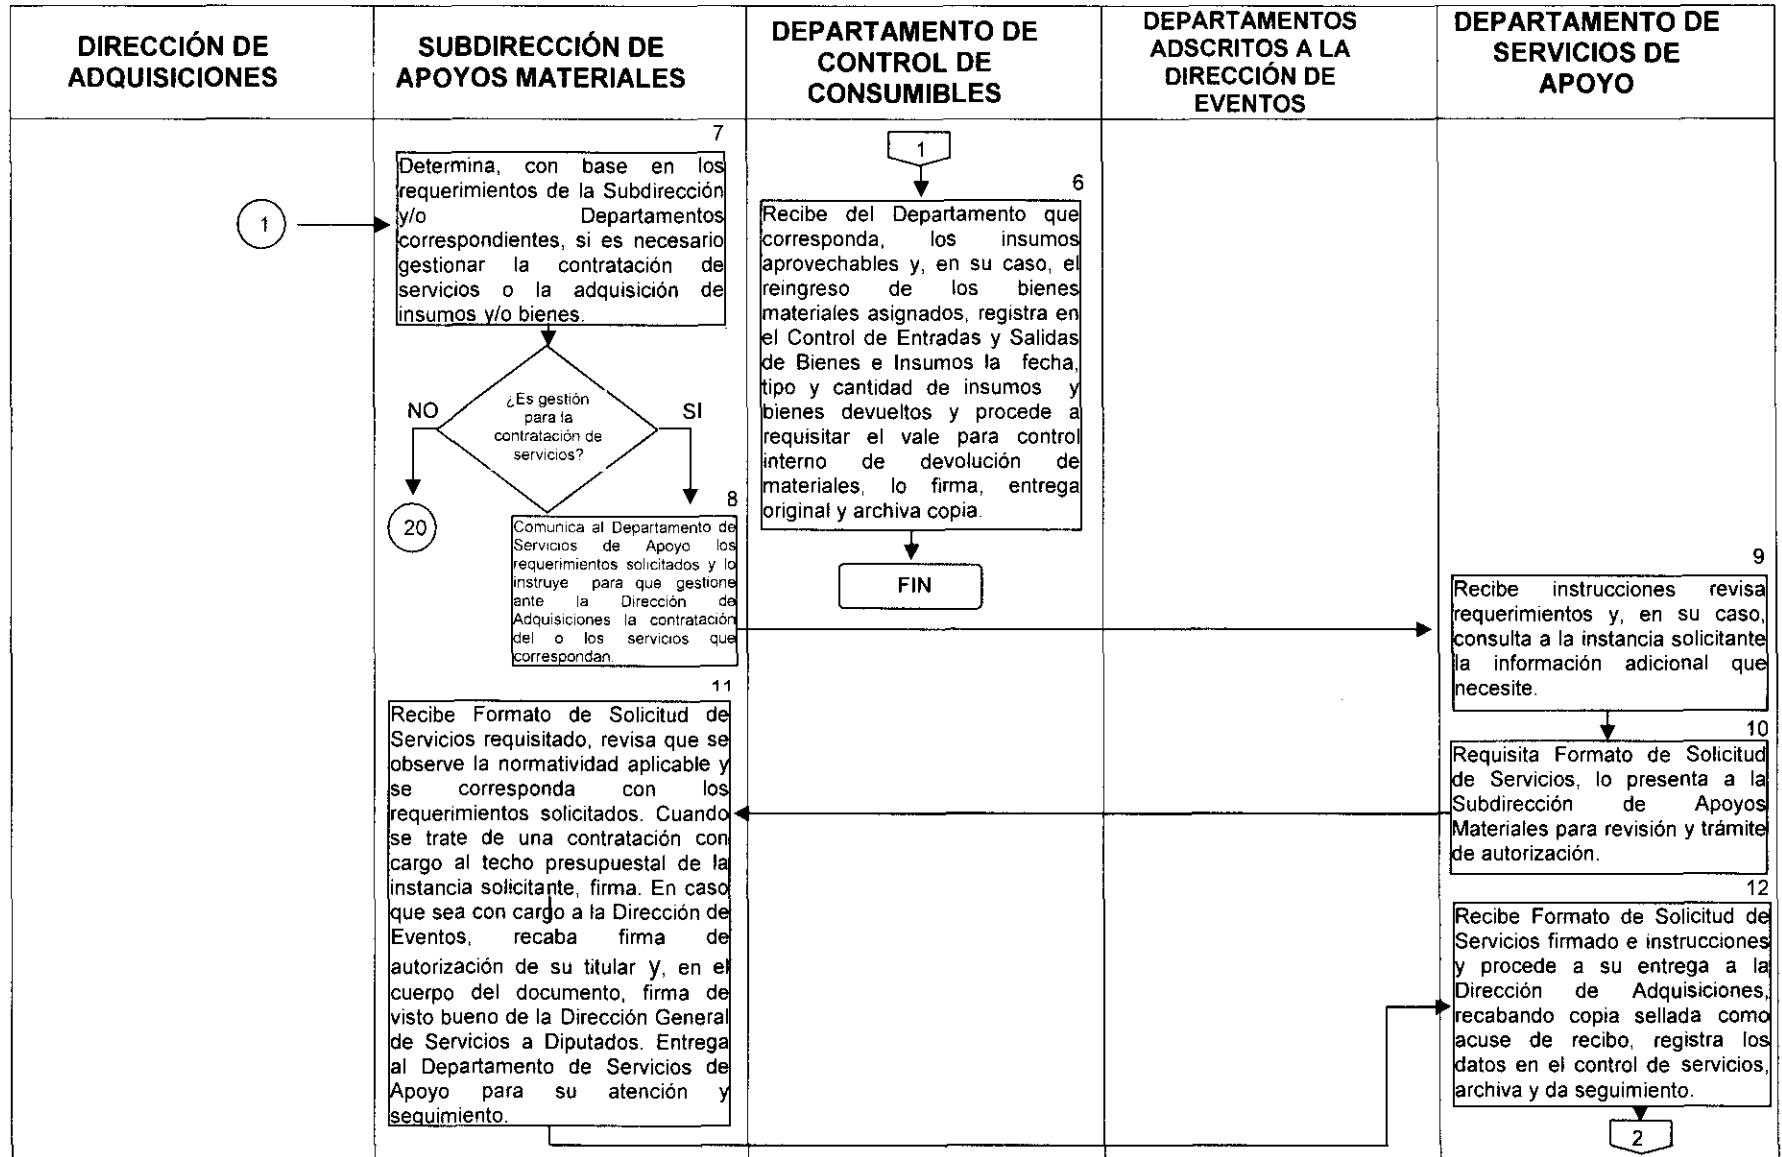 DIRECCIÓN DE
ADQUISICIONES
SUBDIRECCIÓN DE
APOYOS MATERIALES
DEPARTAMENTO DE
CONTROL DE
CONSUMIBLES
DEPARTAMENTOS
ADSCRITOS A LA
DIRECCIÓN DE
EVENTOS
DEPARTAMENTO DE
SERVICIOS DE
APOYO
1
7
Determina, con base en los
requerimientos de la Subdirección
y/o Departamentos
correspondientes, si es necesario
gestionar la contratación de
servicios o la adquisición de
insumos y/o bienes.
¿Es gestión
para la
contratación de
servicios?
NO
SI
20
8
Comunica al Departamento de
Servicios de Apoyo los
requerimientos solicitados y lo
instruye para que gestione
ante la Dirección de
Adquisiciones la contratación
del o los servicios que
correspondan.
11
Recibe Formato de Solicitud de
Servicios requisitado, revisa que se
observe la normatividad aplicable y
se corresponda con los
requerimientos solicitados. Cuando
se trate de una contratación con
cargo al techo presupuestal de la
instancia solicitante, firma. En caso
que sea con cargo a la Dirección de
Eventos, recaba firma de
autorización de su titular y, en el
cuerpo del documento, firma de
visto bueno de la Dirección General
de Servicios a Diputados. Entrega
al Departamento de Servicios de
Apoyo para su atención y
seguimiento.
1
6
Recibe del Departamento que
corresponda, los insumos
aprovechables y, en su caso, el
reingreso de los bienes
materiales asignados, registra en
el Control de Entradas y Salidas
de Bienes e Insumos la fecha,
tipo y cantidad de insumos y
bienes devueltos y procede a
requisitar el vale para control
interno de devolución de
materiales, lo firma, entrega
original y archiva copia.
FIN
9
Recibe instrucciones revisa
requerimientos y, en su caso,
consulta a la instancia solicitante
la información adicional que
necesite.
10
Requisita Formato de Solicitud
de Servicios, lo presenta a la
Subdirección de Apoyos
Materiales para revisión y trámite
de autorización.
12
Recibe Formato de Solicitud de
Servicios firmado e instrucciones
y procede a su entrega a la
Dirección de Adquisiciones,
recabando copia sellada como
acuse de recibo, registra los
datos en el control de servicios,
archiva y da seguimiento.
2